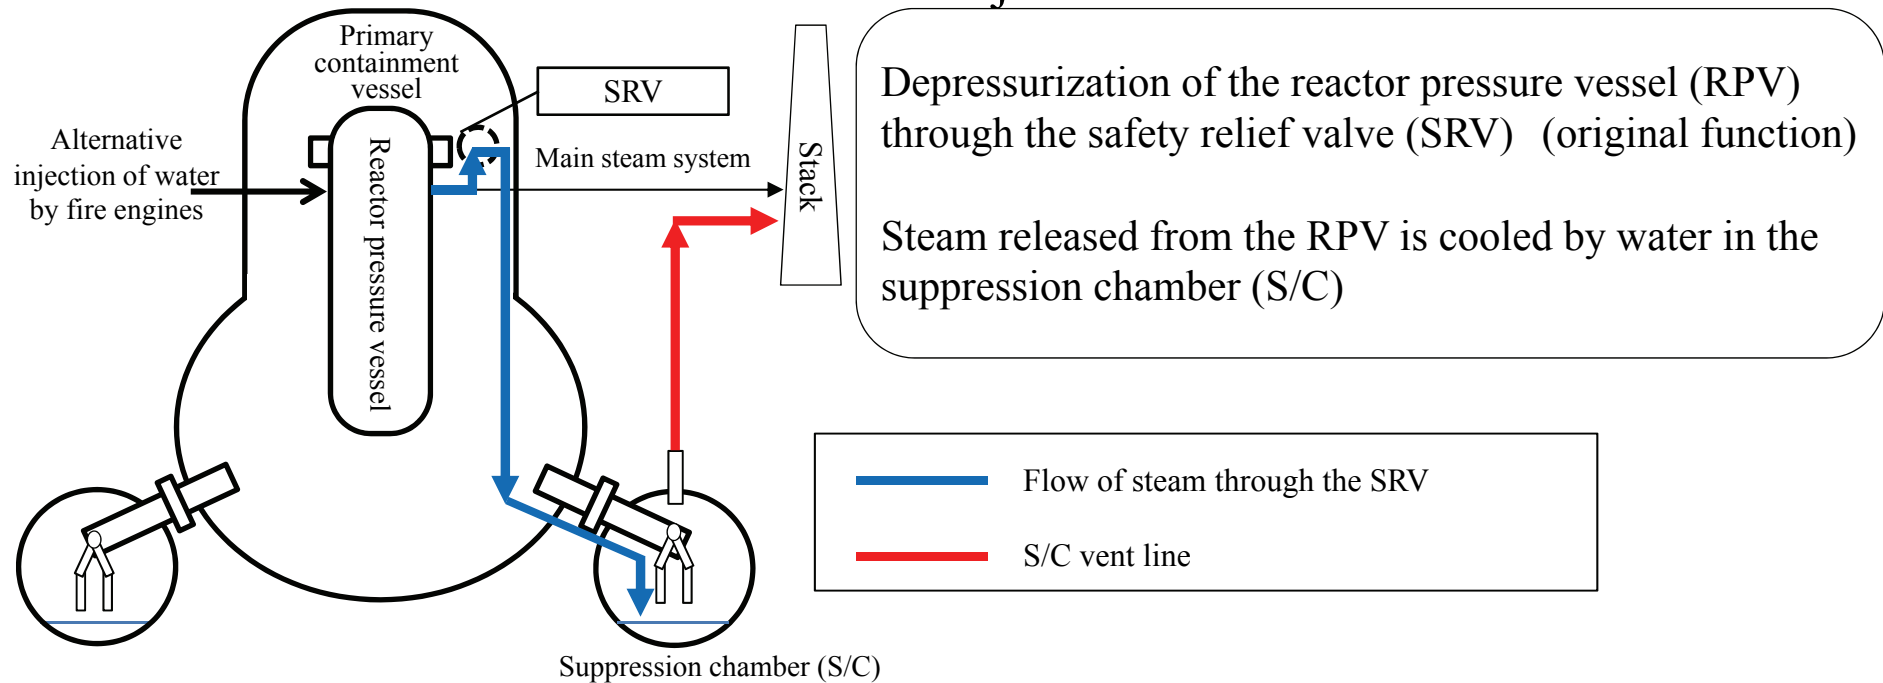 Primary
containment
vessel
SRV
Alternative
injection of water
by fire engines
Reactor pressure vessel
Main steam system
Stack
Depressurization of the reactor pressure vessel (RPV)
through the safety relief valve (SRV) (original function)
Steam released from the RPV is cooled by water in the
suppression chamber (S/C)
Flow of steam through the SRV
S/C vent line
Suppression chamber (S/C)